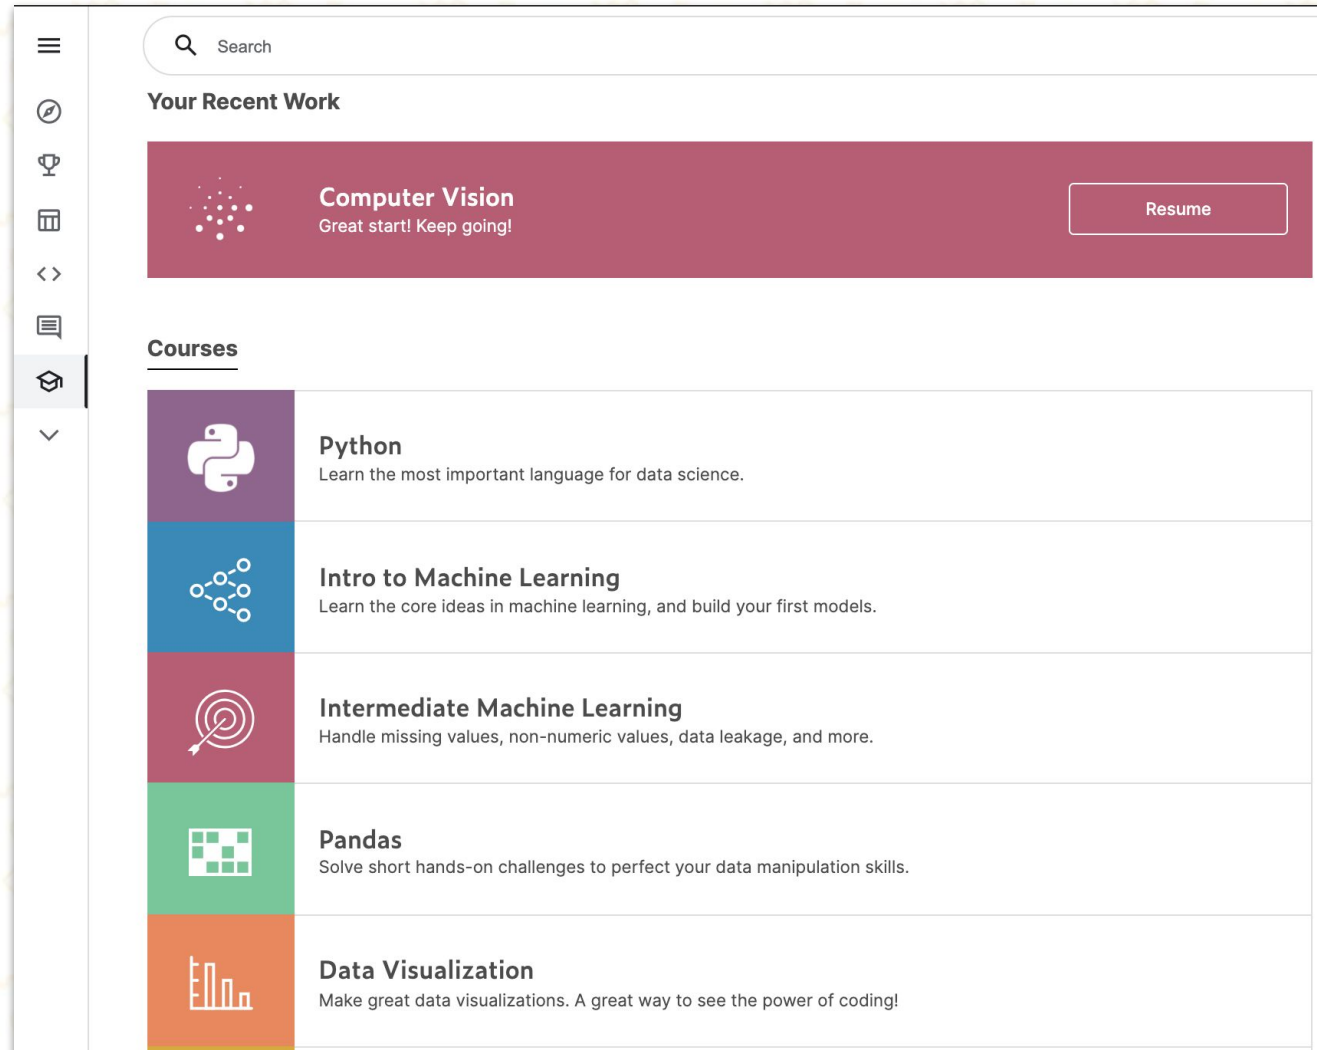 Search
Your Recent Work
Computer Vision
Great start! Keep going!
Resume
Courses
Python
Learn the most important language for data science.
Intro to Machine Learning
Learn the core ideas in machine learning, and build your first models.
Intermediate Machine Learning
Handle missing values, non-numeric values, data leakage, and more.
Pandas
Solve short hands-on challenges to perfect your data manipulation skills.
Data Visualization
Make great data visualizations. A great way to see the power of coding!